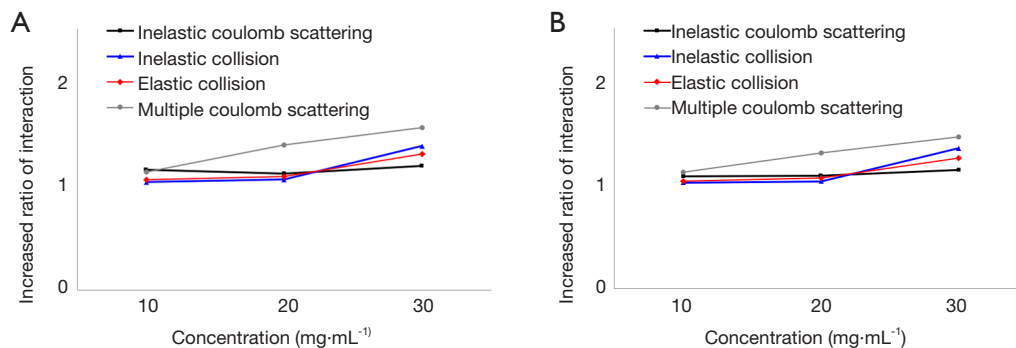 A
Increased ratio of interaction
2
1
0
Inelastic coulomb scattering
Inelastic collision
Elastic collision
Multiple coulomb scattering
10 20 30
Concentration (mg·mL⁻¹⁾
B
Increased ratio of interaction
2
1
0
Inelastic coulomb scattering
Inelastic collision
Elastic collision
Multiple coulomb scattering
10 20 30
Concentration (mg·mL⁻¹)